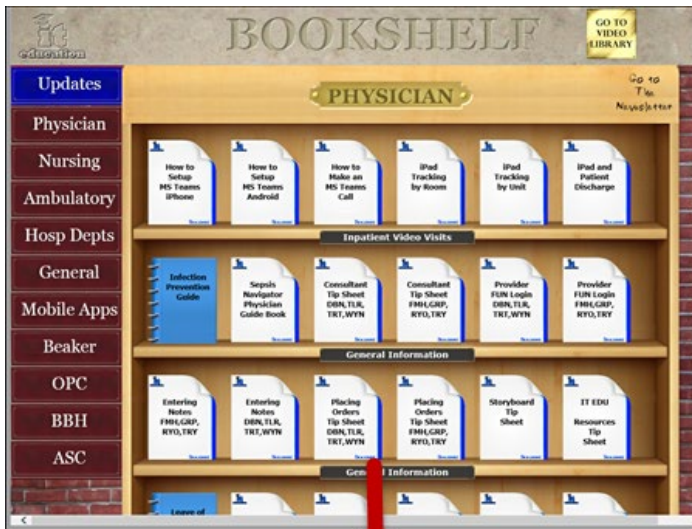 it
education
BOOKSHELF
GO TO
VIDEO
LIBRARY
Updates
Physician
Nursing
Ambulatory
Hosp Depts
General
Mobile Apps
Beaker
OPC
BBH
ASC
PHYSICIAN
Go to
The
Newsletter
How to
Setup
MS Teams
iPhone
How to
Setup
MS Teams
Android
How to
Make an
MS Teams
Call
iPad
Tracking
by Room
iPad
Tracking
by Unit
iPad and
Patient
Discharge
Inpatient Video Visits
Infection
Prevention
Guide
Sepsis
Navigator
Physician
Guide Book
Consultant
Tip Sheet
DBN,TLR,
TRT,WYN
Consultant
Tip Sheet
FMH,GRP,
RYO,TRY
Provider
FUN Login
DBN,TLR,
TRT,WYN
Provider
FUN Login
FMH,GRP,
RYO,TRY
General Information
Entering
Notes
FMH,GRP,
RYO,TRY
Entering
Notes
DBN,TLR,
TRT,WYN
Placing
Orders
Tip Sheet
DBN,TLR,
TRT,WYN
Placing
Orders
Tip Sheet
FMH,GRP,
RYO,TRY
Storyboard
Tip
Sheet
IT EDU
Resources
Tip
Sheet
Information
Leave of